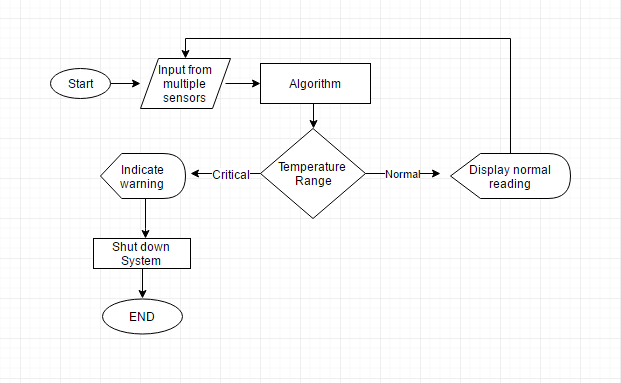 Start
Input from
multiple
sensors
Algorithm
Temperature
Range
Critical
Normal
Indicate
warning
Display normal
reading
Shut down
System
END